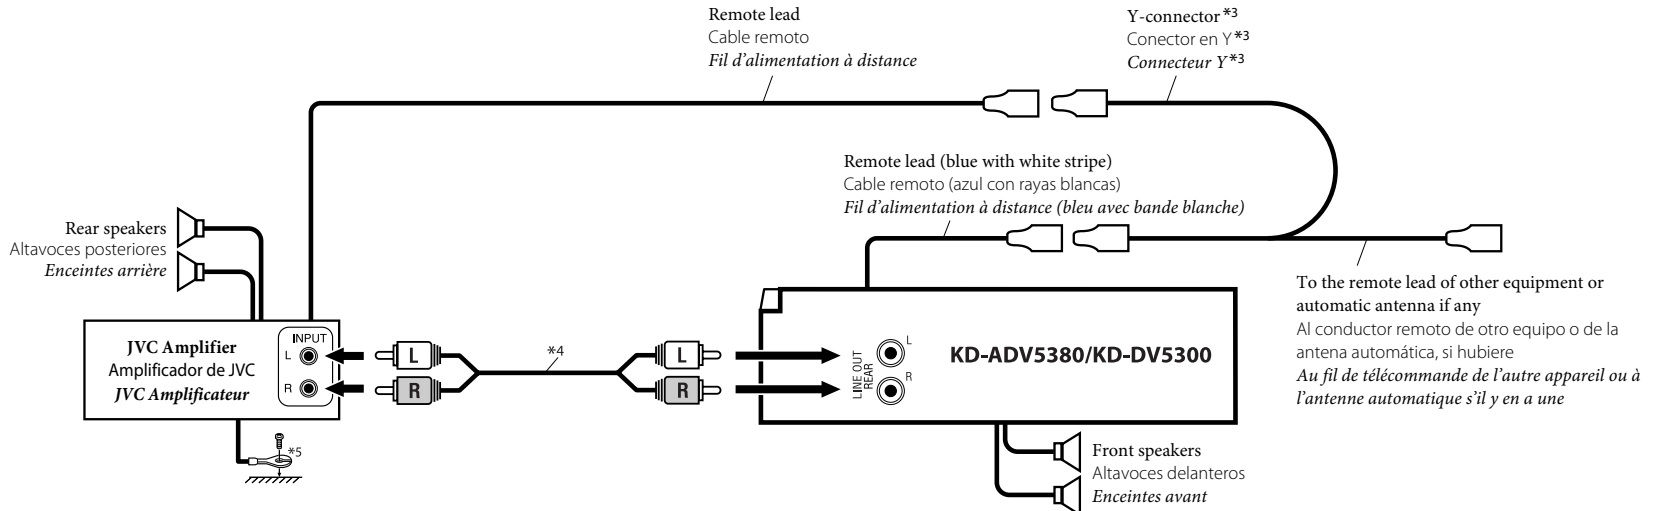 Remote lead
Cable remoto
Fil d'alimentation à distance
Y-connector *3
Conector en Y *3
Connecteur Y *3
Remote lead (blue with white stripe)
Cable remoto (azul con rayas blancas)
Fil d'alimentation à distance (bleu avec bande blanche)
Rear speakers
Altavoces posteriores
Enceintes arrière
To the remote lead of other equipment or
automatic antenna if any
Al conductor remoto de otro equipo o de la
antena automática, si hubiere
Au fil de télécommande de l'autre appareil ou à
l'antenne automatique s'il y en a une
JVC Amplifier
Amplificador de JVC
JVC Amplificateur
INPUT
L
R
L
R
*4
L
R
LINE OUT
REAR
L
R
KD-ADV5380/KD-DV5300
*5
Front speakers
Altavoces delanteros
Enceintes avant